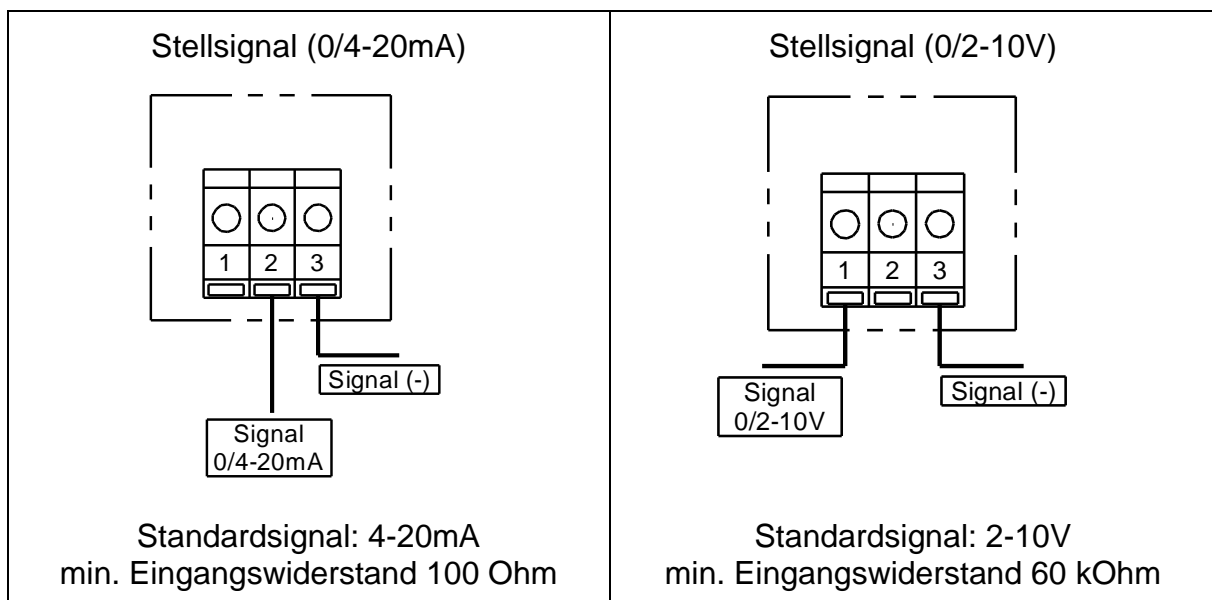 Stellsignal (0/4-20mA)
1 2 3
Signal (-)
Signal
0/4-20mA
Standardsignal: 4-20mA
min. Eingangswiderstand 100 Ohm
Stellsignal (0/2-10V)
1 2 3
Signal
0/2-10V
Signal (-)
Standardsignal: 2-10V
min. Eingangswiderstand 60 kOhm